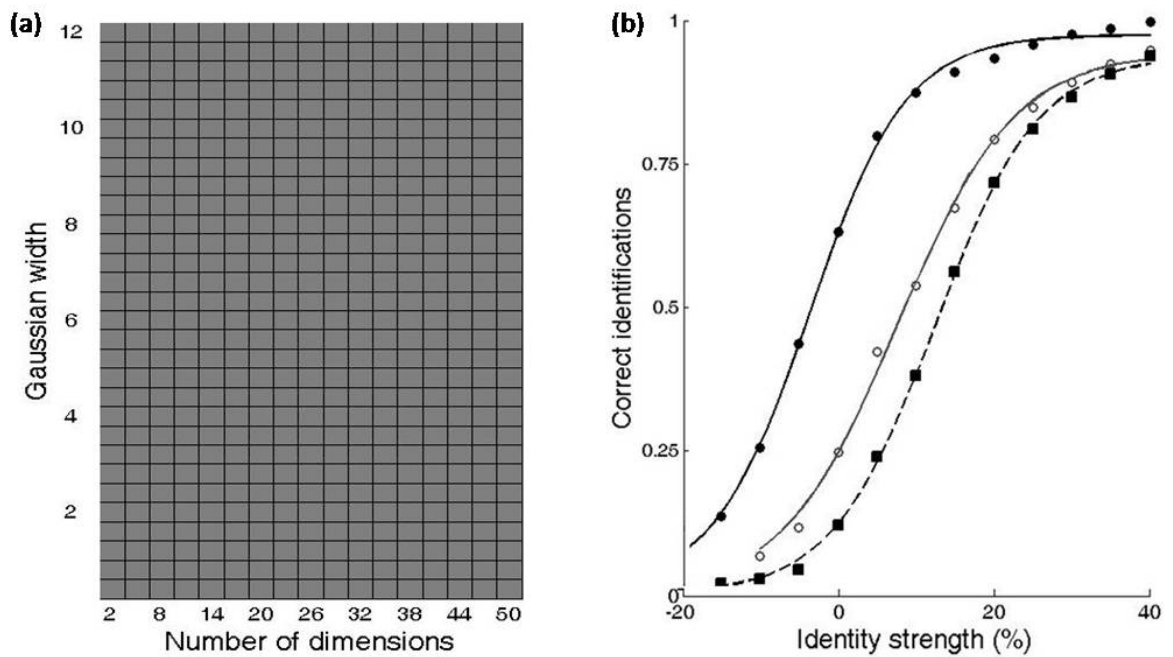 (a)
12
10
8
6
4
2
Gaussian width
2 8 14 20 26 32 38 44 50
Number of dimensions
(b)
1
0.75
0.5
0.25
0
Correct identifications
-20 0 20 40
Identity strength (%)